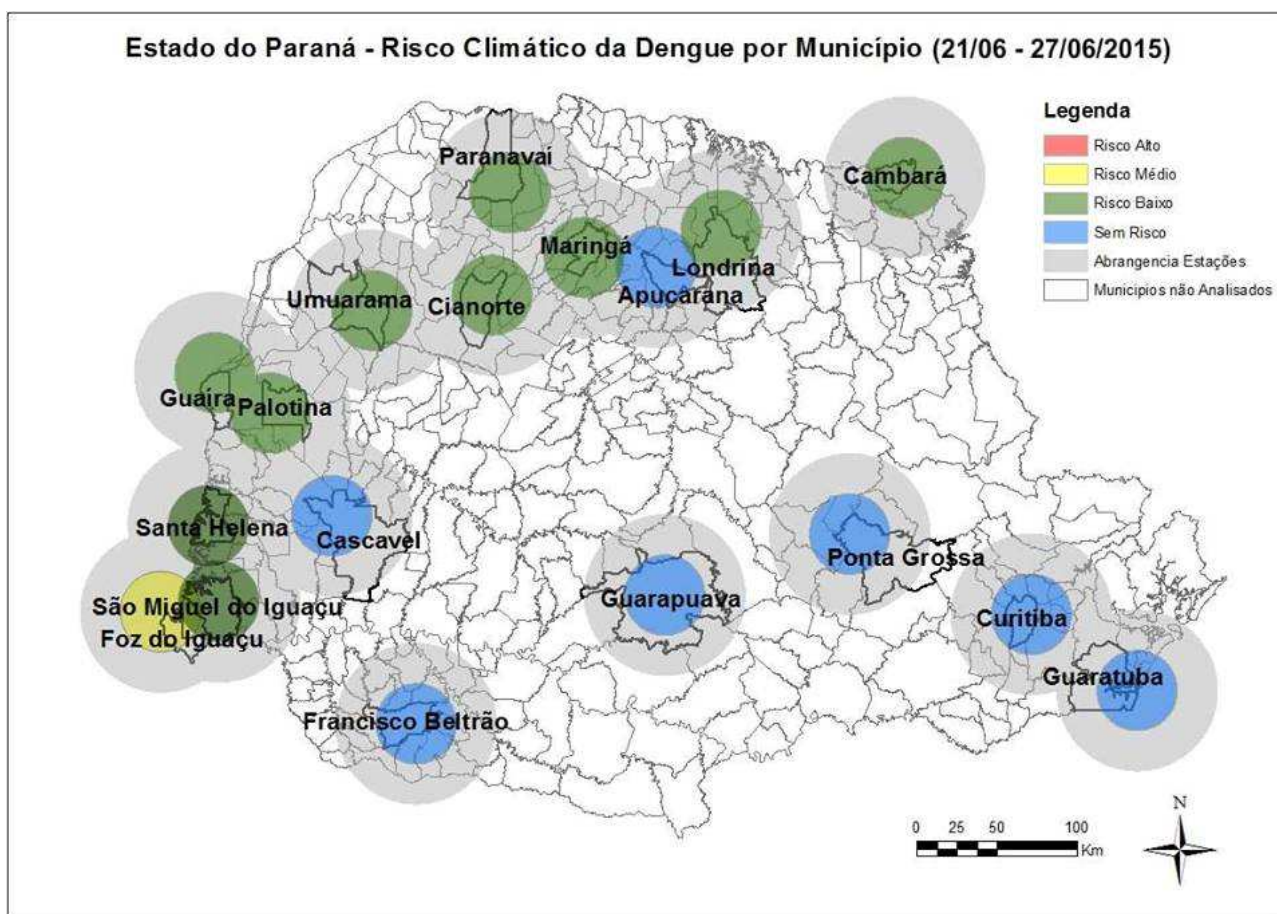 Estado do Paraná - Risco Climático da Dengue por Município (21/06 - 27/06/2015)
Legenda
Risco Alto
Risco Médio
Risco Baixo
Sem Risco
Abrangencia Estações
Municipios não Analisados
Paranavaí
Cambará
Maringá
Londrina
Apucarana
Umuarama
Cianorte
Guaíra
Palotina
Santa Helena
Cascavel
Ponta Grossa
São Miguel do Iguaçu
Foz do Iguaçu
Guarapuava
Curitiba
Guaratuba
Francisco Beltrão
N
0 25 50 100
Km